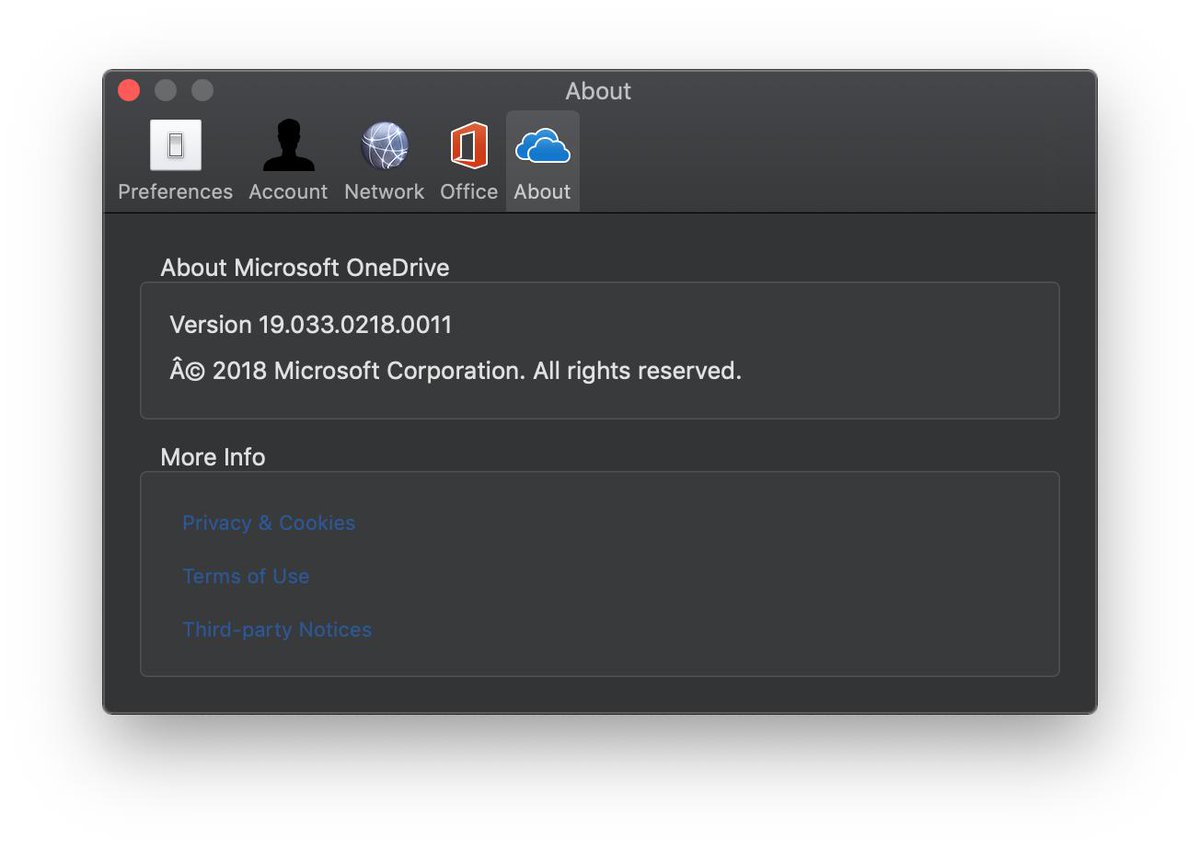 About
Preferences Account Network Office About
About Microsoft OneDrive
Version 19.033.0218.0011
Â© 2018 Microsoft Corporation. All rights reserved.
More Info
Privacy & Cookies
Terms of Use
Third-party Notices